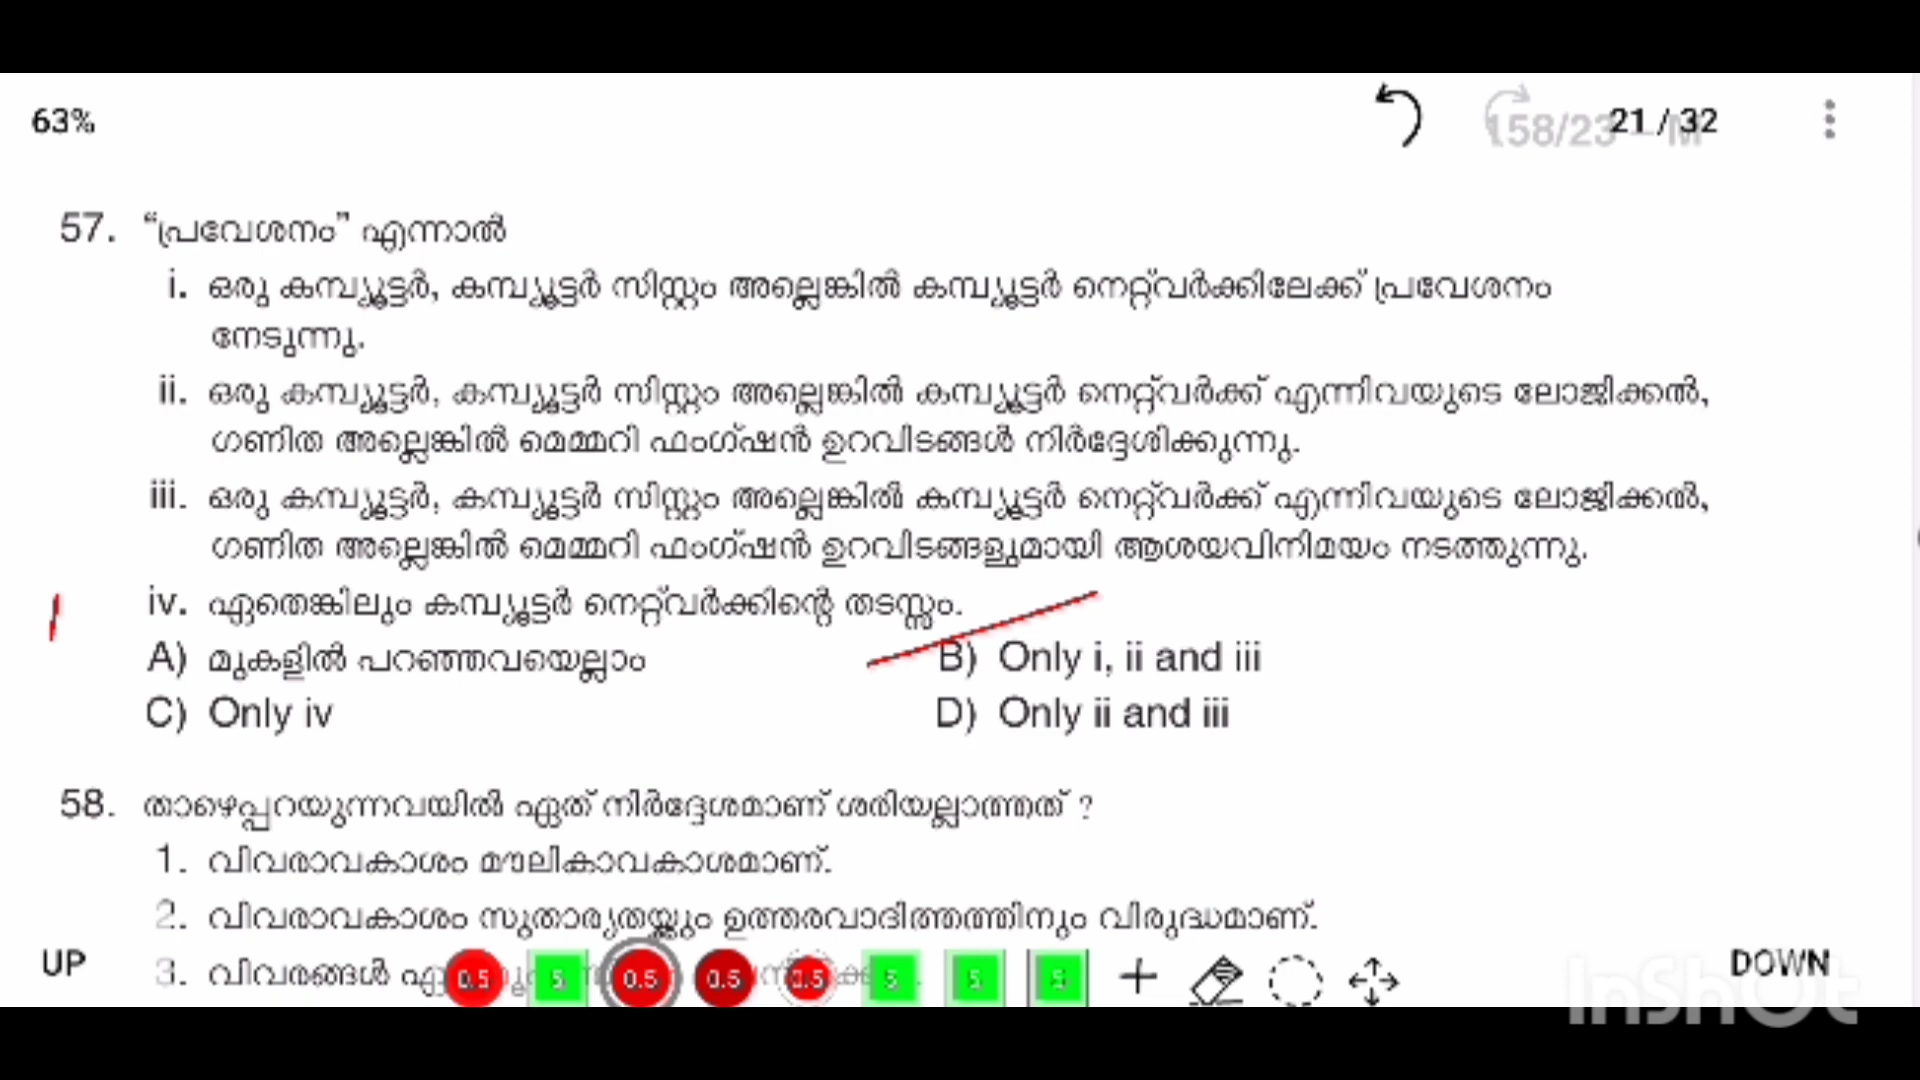 63%
158/23 - M
21 / 32
57. “പ്രവേശനം” എന്നാൽ
i. ഒരു കമ്പ്യൂട്ടർ, കമ്പ്യൂട്ടർ സിസ്റ്റം അല്ലെങ്കിൽ കമ്പ്യൂട്ടർ നെറ്റ്‌വർക്കിലേക്ക് പ്രവേശനം
നേടുന്നു.
ii. ഒരു കമ്പ്യൂട്ടർ, കമ്പ്യൂട്ടർ സിസ്റ്റം അല്ലെങ്കിൽ കമ്പ്യൂട്ടർ നെറ്റ്‌വർക്ക് എന്നിവയുടെ ലോജിക്കൽ,
ഗണിത അല്ലെങ്കിൽ മെമ്മറി ഫംഗ്ഷൻ ഉറവിടങ്ങൾ നിർദ്ദേശിക്കുന്നു.
iii. ഒരു കമ്പ്യൂട്ടർ, കമ്പ്യൂട്ടർ സിസ്റ്റം അല്ലെങ്കിൽ കമ്പ്യൂട്ടർ നെറ്റ്‌വർക്ക് എന്നിവയുടെ ലോജിക്കൽ,
ഗണിത അല്ലെങ്കിൽ മെമ്മറി ഫംഗ്ഷൻ ഉറവിടങ്ങളുമായി ആശയവിനിമയം നടത്തുന്നു.
iv. ഏതെങ്കിലും കമ്പ്യൂട്ടർ നെറ്റ്‌വർക്കിന്റെ തടസ്സം.
A) മുകളിൽ പറഞ്ഞവയെല്ലാം B) Only i, ii and iii
C) Only iv D) Only ii and iii
58. താഴെപ്പറയുന്നവയിൽ ഏത് നിർദ്ദേശമാണ് ശരിയല്ലാത്തത് ?
1. വിവരാവകാശം മൗലികാവകാശമാണ്.
2. വിവരാവകാശം സുതാര്യതയ്ക്കും ഉത്തരവാദിത്തത്തിനും വിരുദ്ധമാണ്.
3. വിവരങ്ങൾ
UP 0.5 5 0.5 0.5 0.5 5 5 5 DOWN
InShOt